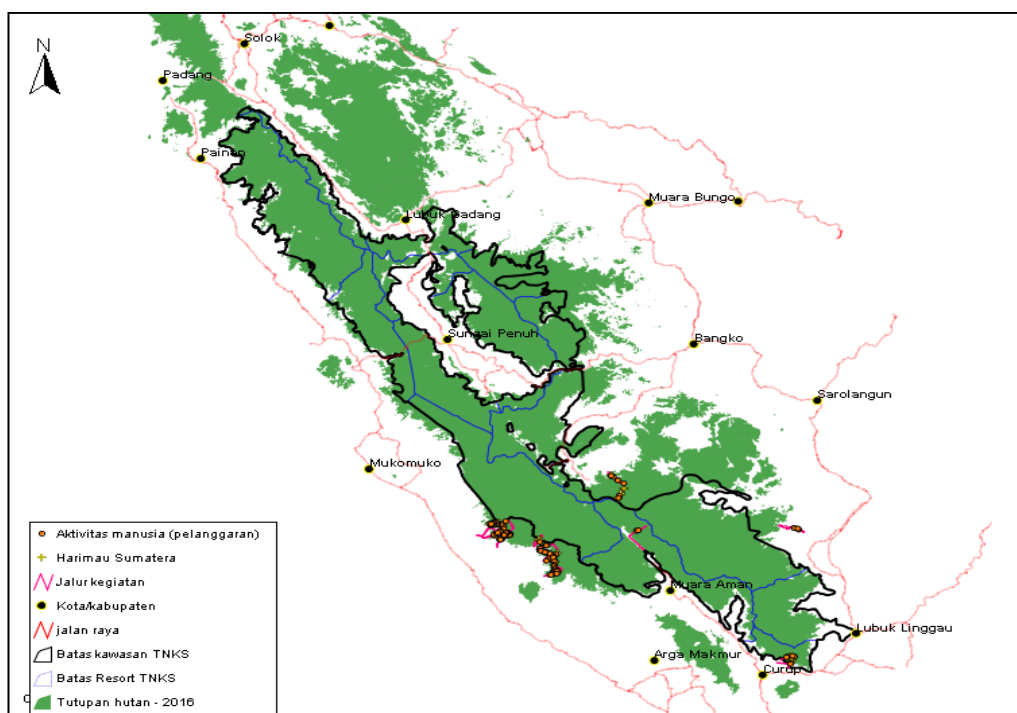 Solok
N
Padang
Painan
Muara Bungo
Lubuk Gadang
Sungai Penuh
Bangko
Sarolangun
Mukomuko
Aktivitas manusia (pelanggaran)
Harimau Sumatera
Jalur kegiatan
Muara Aman
Kota/kabupaten
jalan raya
Lubuk Linggau
Batas kawasan TNKS
Arga Makmur
Curup
Batas Resort TNKS
Tutupan hutan - 2016